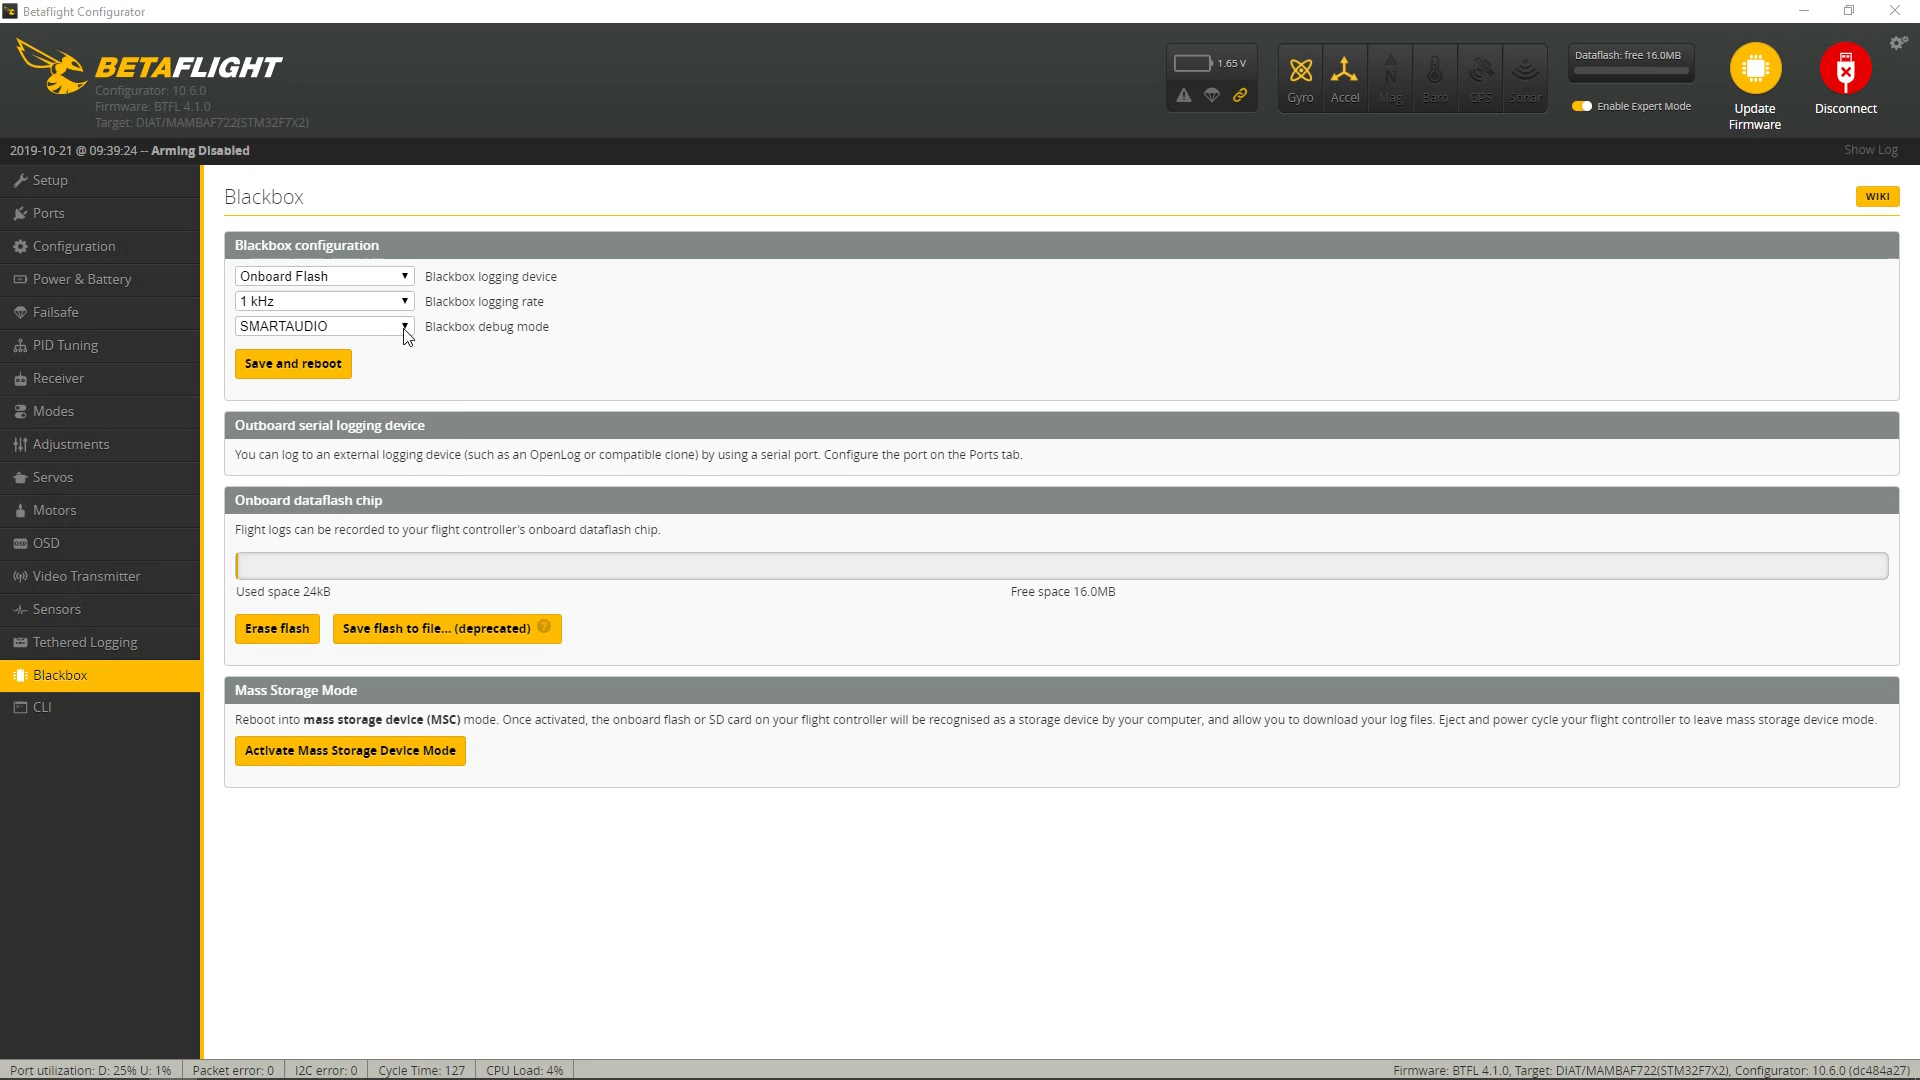 Betaflight Configurator
BETAFLIGHT
Configurator: 10.6.0
Firmware: BTFL 4.1.0
Target: DIAT/MAMBAF722(STM32F7X2)
1.65 V
Gyro
Accel
Mag
Baro
GPS
Sonar
Dataflash: free 16.0MB
Enable Expert Mode
Update
Firmware
Disconnect
2019-10-21 @ 09:39:24 -- Arming Disabled
Show Log
Setup
Ports
Configuration
Power & Battery
Failsafe
PID Tuning
Receiver
Modes
Adjustments
Servos
Motors
OSD
Video Transmitter
Sensors
Tethered Logging
Blackbox
CLI
Blackbox
WIKI
Blackbox configuration
Onboard Flash Blackbox logging device
1 kHz Blackbox logging rate
SMARTAUDIO Blackbox debug mode
Save and reboot
Outboard serial logging device
You can log to an external logging device (such as an OpenLog or compatible clone) by using a serial port. Configure the port on the Ports tab.
Onboard dataflash chip
Flight logs can be recorded to your flight controller's onboard dataflash chip.
Used space 24kB
Free space 16.0MB
Erase flash
Save flash to file... (deprecated) ?
Mass Storage Mode
Reboot into mass storage device (MSC) mode. Once activated, the onboard flash or SD card on your flight controller will be recognised as a storage device by your computer, and allow you to download your log files. Eject and power cycle your flight controller to leave mass storage device mode.
Activate Mass Storage Device Mode
Port utilization: D: 25% U: 1%
Packet error: 0
I2C error: 0
Cycle Time: 127
CPU Load: 4%
Firmware: BTFL 4.1.0, Target: DIAT/MAMBAF722(STM32F7X2), Configurator: 10.6.0 (dc484a27)